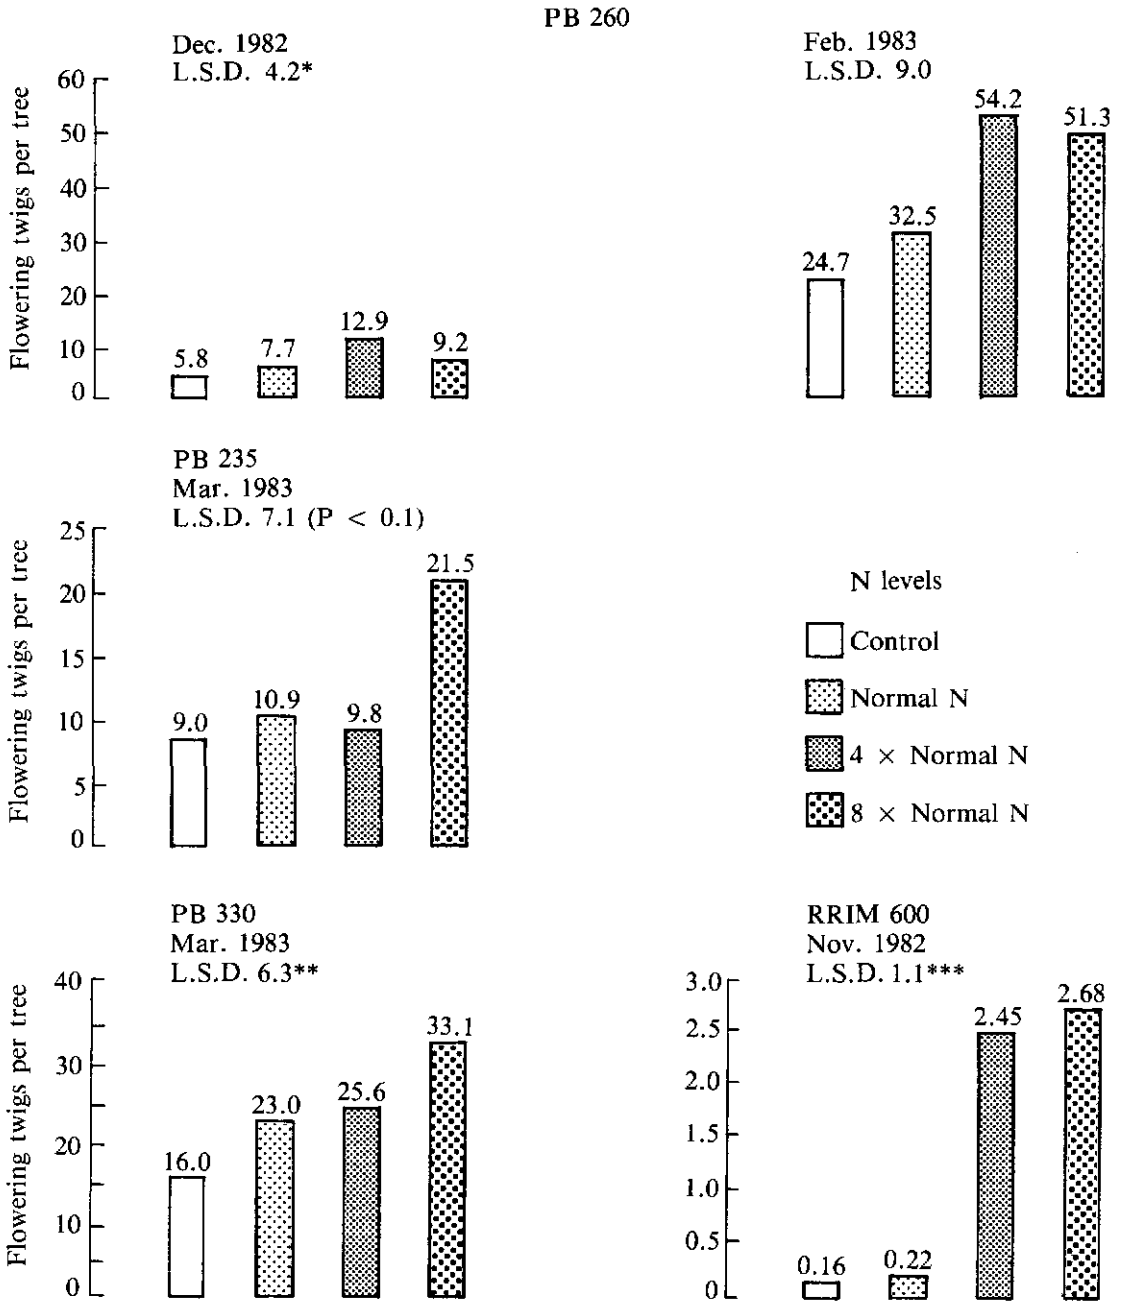 PB 260
Dec. 1982
L.S.D. 4.2*
Flowering twigs per tree
60
50
40
30
20
10
0
5.8
7.7
12.9
9.2
Feb. 1983
L.S.D. 9.0
24.7
32.5
54.2
51.3
PB 235
Mar. 1983
L.S.D. 7.1 (P < 0.1)
Flowering twigs per tree
25
20
15
10
5
0
9.0
10.9
9.8
21.5
N levels
Control
Normal N
4 × Normal N
8 × Normal N
PB 330
Mar. 1983
L.S.D. 6.3**
Flowering twigs per tree
40
30
20
10
0
16.0
23.0
25.6
33.1
RRIM 600
Nov. 1982
L.S.D. 1.1***
3.0
2.5
2.0
1.5
1.0
0.5
0
0.16
0.22
2.45
2.68